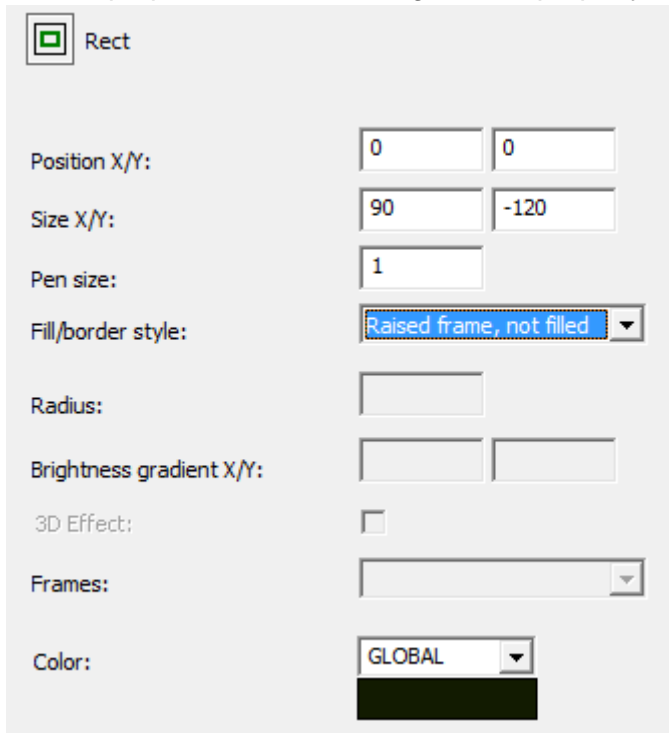 Rect
Position X/Y: 0 0
Size X/Y: 90 -120
Pen size: 1
Fill/border style: Raised frame, not filled
Radius:
Brightness gradient X/Y:
3D Effect:
Frames:
Color: GLOBAL